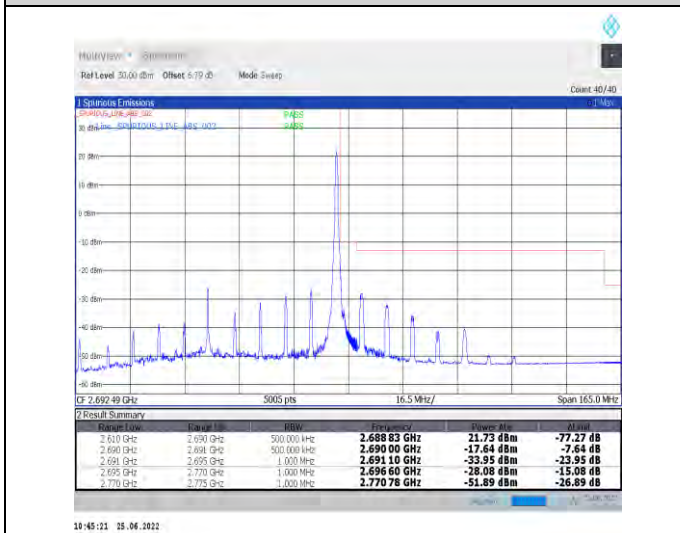 MultiView Spectrum
Ref Level 30.00 dBm Offset 6.79 dB Mode Sweep
Count 40/40
1 Spurious Emissions
_SPURIOUS_LINE_ABS_002 PASS
Line _SPURIOUS_LINE_ABS_002 PASS
30 dBm
20 dBm
10 dBm
0 dBm
-10 dBm
-20 dBm
-30 dBm
-40 dBm
-50 dBm
-60 dBm
CF 2.692 49 GHz 5005 pts 16.5 MHz/ Span 165.0 MHz
2 Result Summary
Range Low Range Up RBW Frequency Power Abs ΔLimit
2.610 GHz 2.690 GHz 500.000 kHz 2.688 83 GHz 21.73 dBm -77.27 dB
2.690 GHz 2.691 GHz 500.000 kHz 2.690 00 GHz -17.64 dBm -7.64 dB
2.691 GHz 2.695 GHz 1.000 MHz 2.691 10 GHz -33.95 dBm -23.95 dB
2.695 GHz 2.770 GHz 1.000 MHz 2.696 60 GHz -28.08 dBm -15.08 dB
2.770 GHz 2.775 GHz 1.000 MHz 2.770 78 GHz -51.89 dBm -26.89 dB
10:45:21 25.06.2022